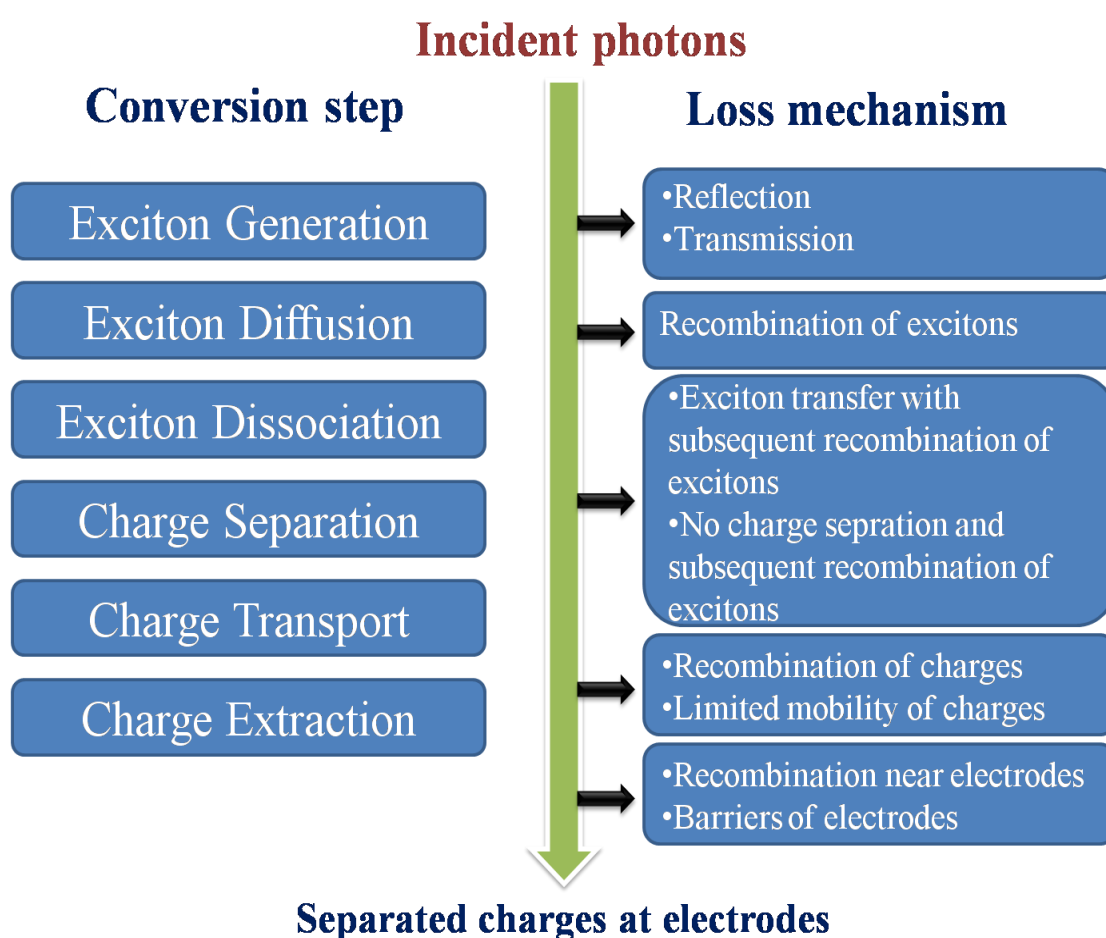 Incident photons
Conversion step
Exciton Generation
Exciton Diffusion
Exciton Dissociation
Charge Separation
Charge Transport
Charge Extraction
Loss mechanism
•Reflection
•Transmission
Recombination of excitons
•Exciton transfer with
subsequent recombination of
excitons
•No charge sepration and
subsequent recombination of
excitons
•Recombination of charges
•Limited mobility of charges
•Recombination near electrodes
•Barriers of electrodes
Separated charges at electrodes